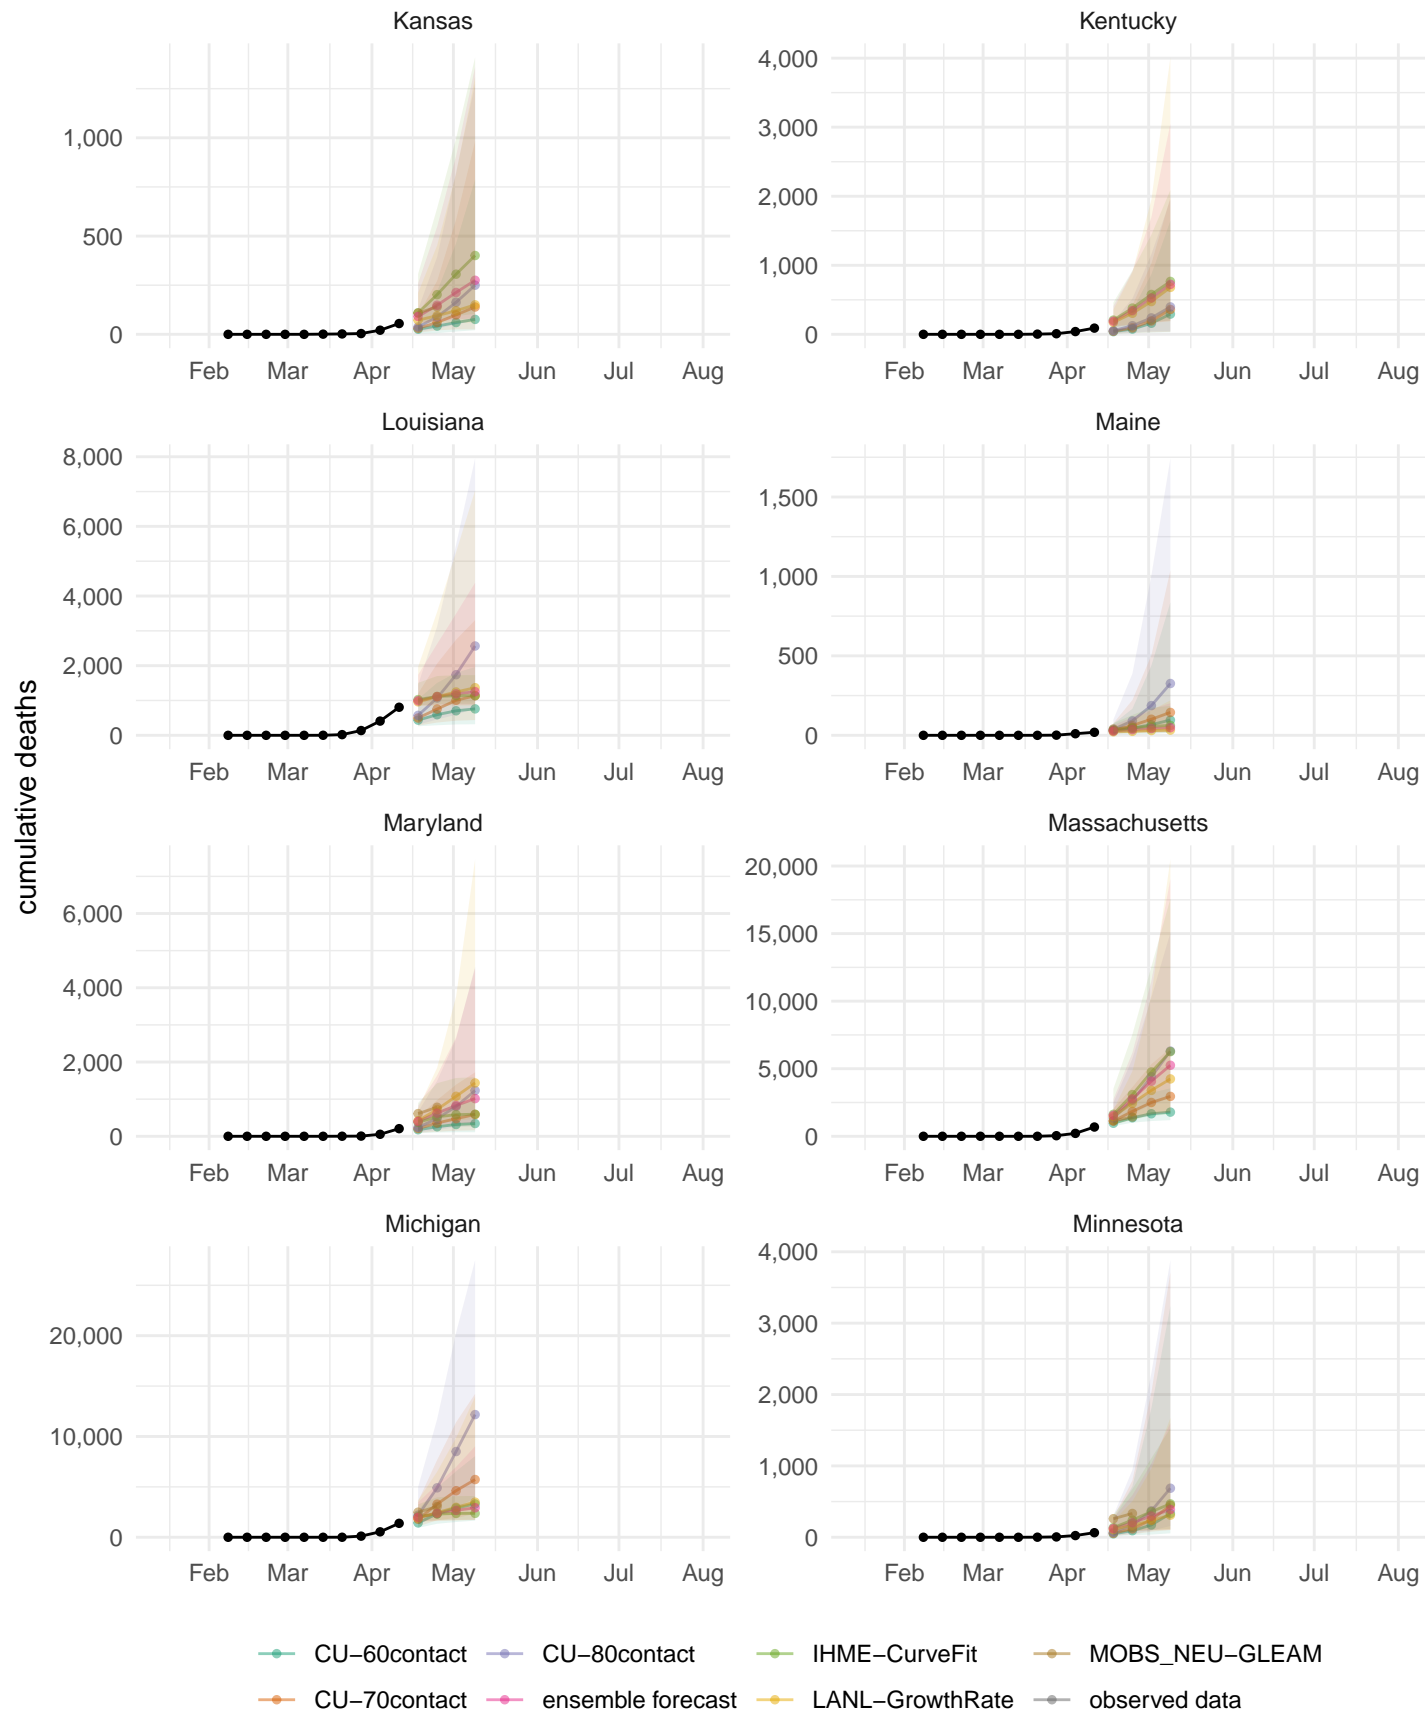 Kansas
Kentucky
1,000
500
0
4,000
3,000
2,000
1,000
0
Feb Mar Apr May Jun Jul Aug
Feb Mar Apr May Jun Jul Aug
Louisiana
Maine
8,000
6,000
4,000
2,000
0
1,500
1,000
500
0
Feb Mar Apr May Jun Jul Aug
Feb Mar Apr May Jun Jul Aug
cumulative deaths
Maryland
Massachusetts
6,000
4,000
2,000
0
20,000
15,000
10,000
5,000
0
Feb Mar Apr May Jun Jul Aug
Feb Mar Apr May Jun Jul Aug
Michigan
Minnesota
20,000
10,000
0
4,000
3,000
2,000
1,000
0
Feb Mar Apr May Jun Jul Aug
Feb Mar Apr May Jun Jul Aug
CU−60contact CU−80contact IHME−CurveFit MOBS_NEU−GLEAM
CU−70contact ensemble forecast LANL−GrowthRate observed data